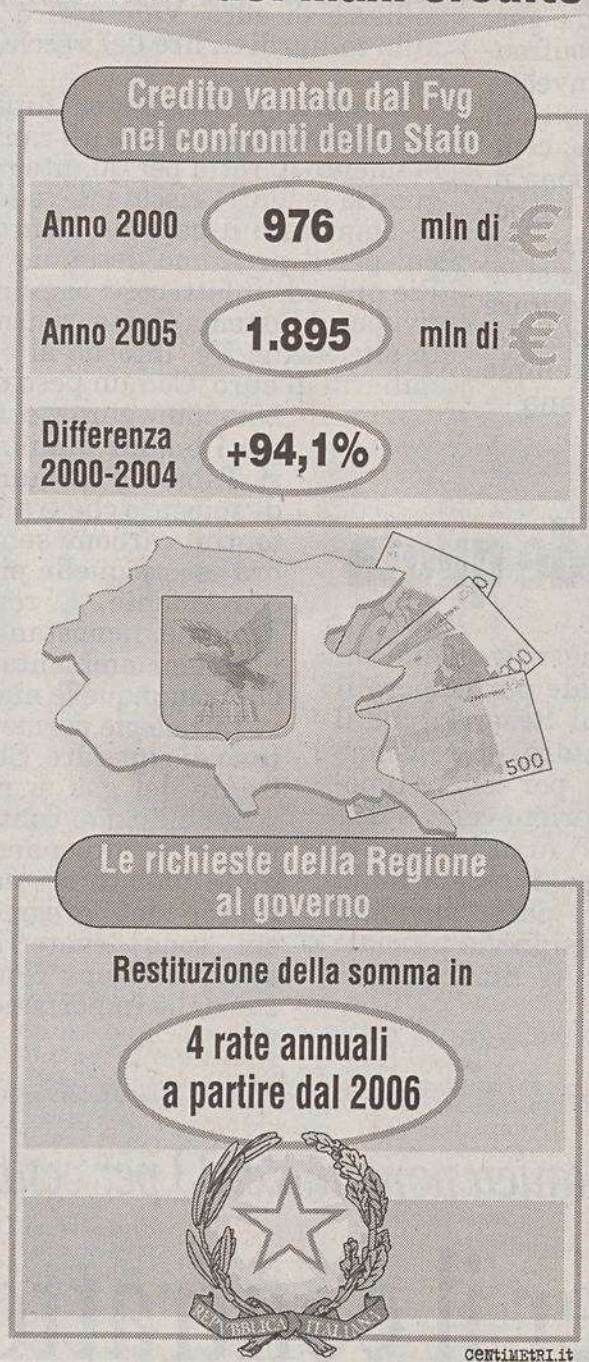 Credito vantato dal Fvg
nei confronti dello Stato
Anno 2000 976 mln di €
Anno 2005 1.895 mln di €
Differenza
2000-2004 +94,1%
200
500
Le richieste della Regione
al governo
Restituzione della somma in
4 rate annuali
a partire dal 2006
REPVBBLICA ITALIANA
CENTIMETRI.it